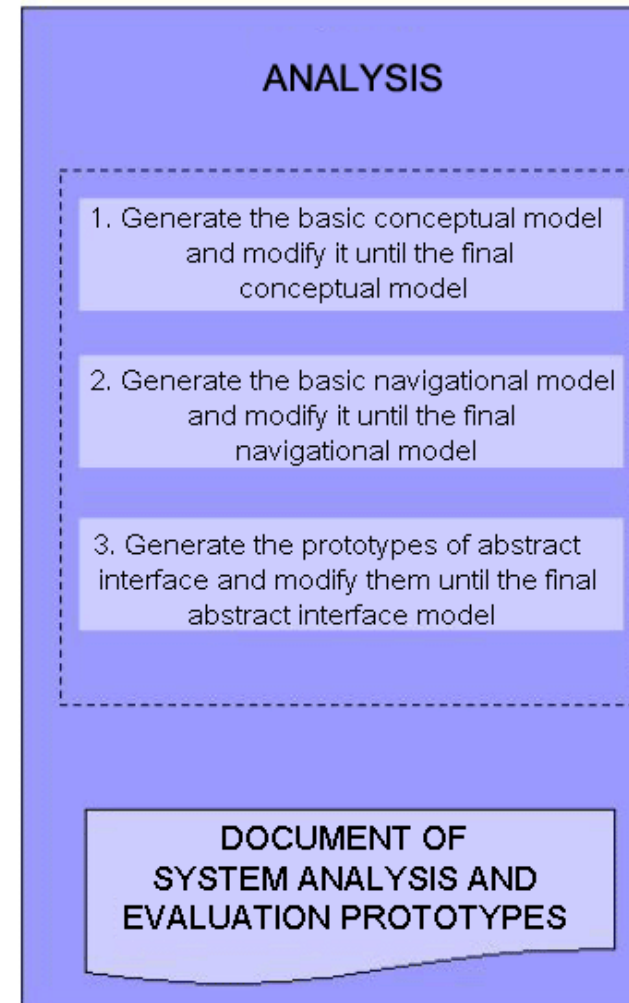 ANALYSIS
1. Generate the basic conceptual model
and modify it until the final
conceptual model
2. Generate the basic navigational model
and modify it until the final
navigational model
3. Generate the prototypes of abstract
interface and modify them until the final
abstract interface model
DOCUMENT OF
SYSTEM ANALYSIS AND
EVALUATION PROTOTYPES